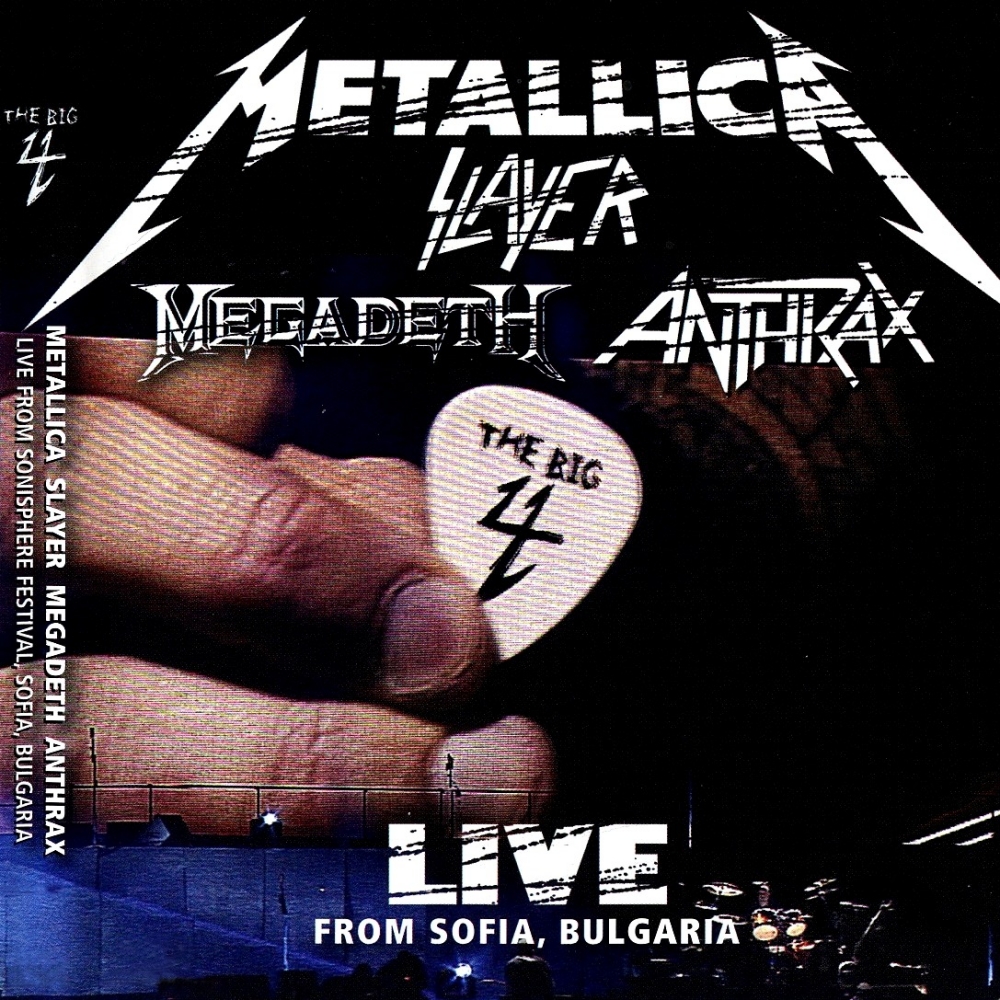 METALLICA
SLAYER
MEGADETH ANTHRAX
THE BIG
4
THE BIG
4
METALLICA SLAYER MEGADETH ANTHRAX
LIVE FROM SONISPHERE FESTIVAL, SOFIA, BULGARIA
LIVE
FROM SOFIA, BULGARIA